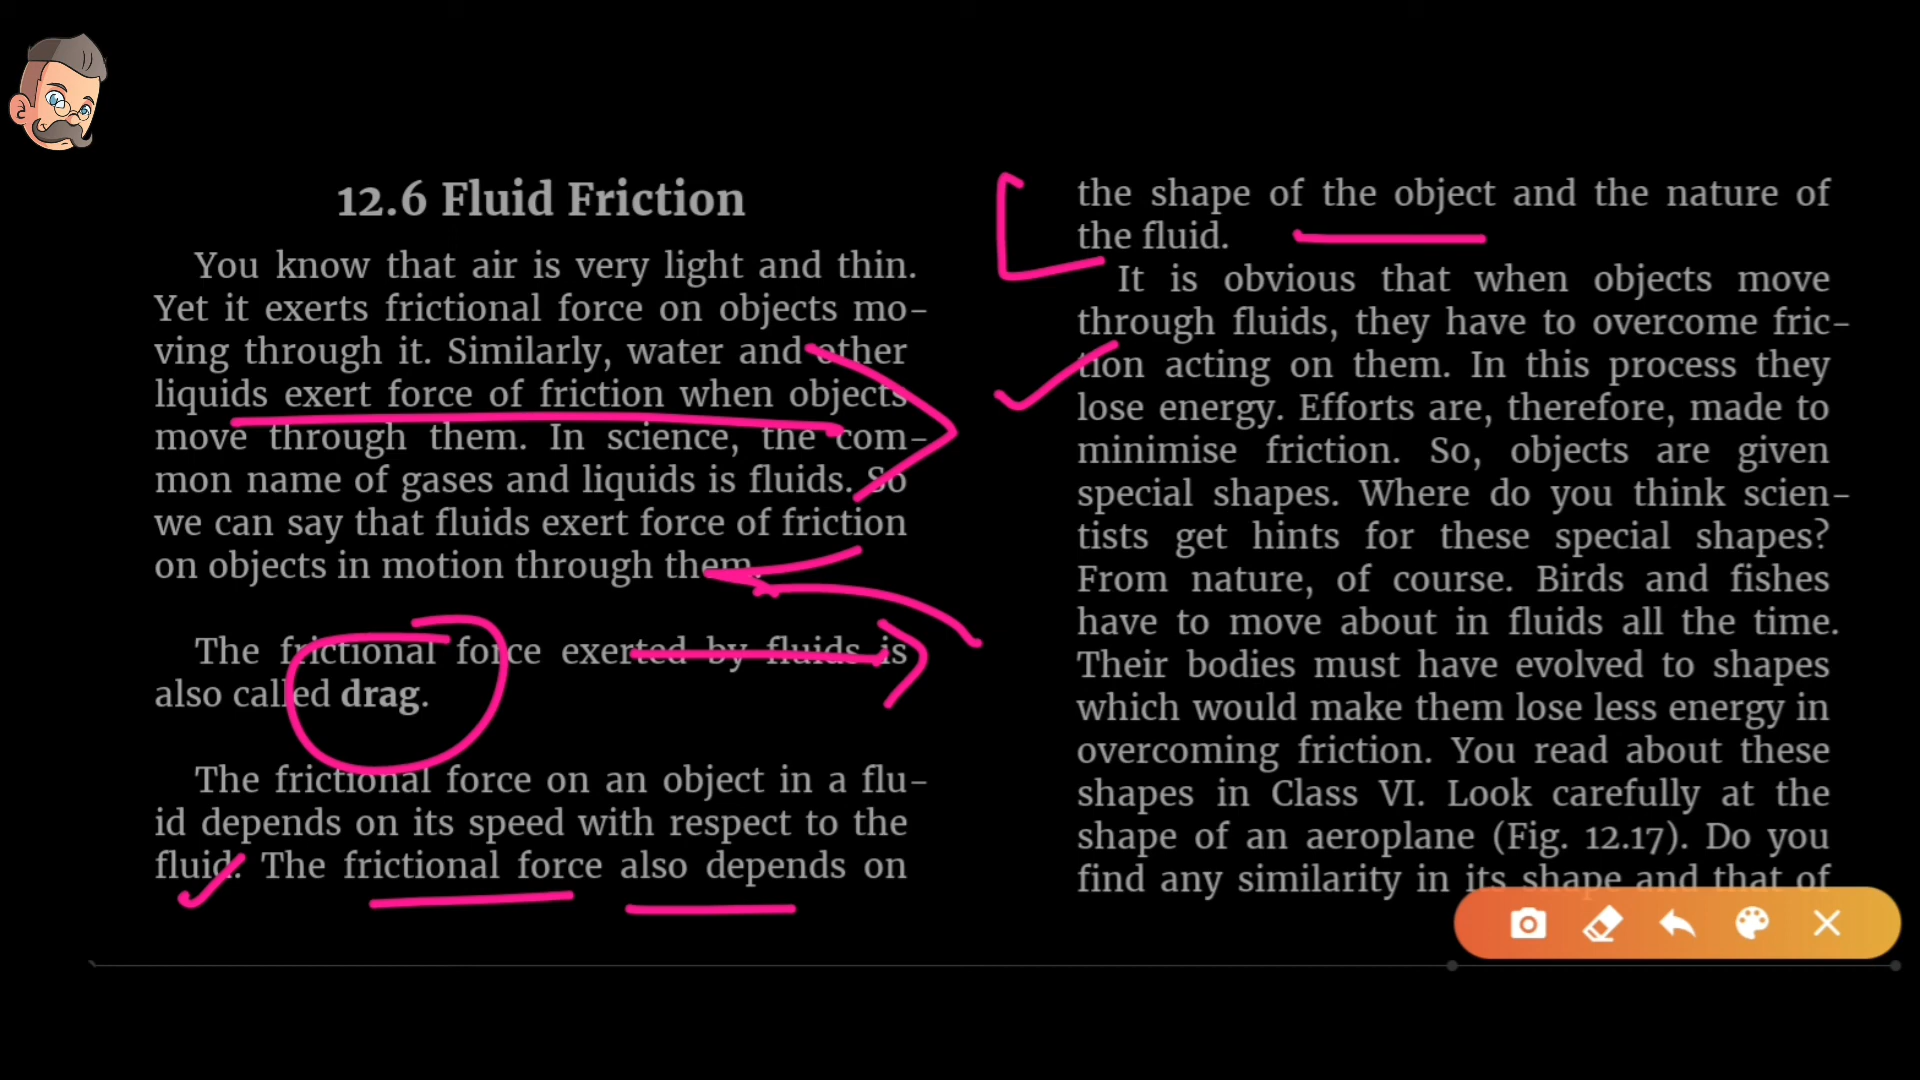 12.6 Fluid Friction
You know that air is very light and thin.
Yet it exerts frictional force on objects mo-
ving through it. Similarly, water and other
liquids exert force of friction when objects
move through them. In science, the com-
mon name of gases and liquids is fluids. So
we can say that fluids exert force of friction
on objects in motion through them.
The frictional force exerted by fluids is
also called drag.
The frictional force on an object in a flu-
id depends on its speed with respect to the
fluid. The frictional force also depends on
the shape of the object and the nature of
the fluid.
It is obvious that when objects move
through fluids, they have to overcome fric-
tion acting on them. In this process they
lose energy. Efforts are, therefore, made to
minimise friction. So, objects are given
special shapes. Where do you think scien-
tists get hints for these special shapes?
From nature, of course. Birds and fishes
have to move about in fluids all the time.
Their bodies must have evolved to shapes
which would make them lose less energy in
overcoming friction. You read about these
shapes in Class VI. Look carefully at the
shape of an aeroplane (Fig. 12.17). Do you
find any similarity in its shape and that of